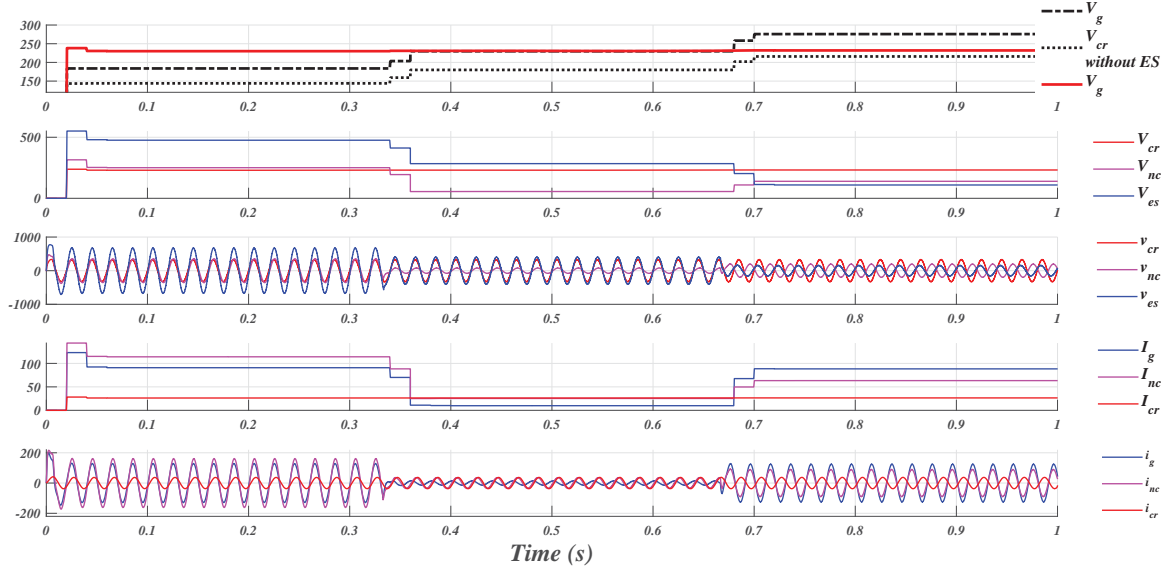 300
250
200
150
0 0.1 0.2 0.3 0.4 0.5 0.6 0.7 0.8 0.9 1
V_g
V_cr
without ES
V_g
500
0
0 0.1 0.2 0.3 0.4 0.5 0.6 0.7 0.8 0.9 1
V_cr
V_nc
V_es
1000
0
-1000
0 0.1 0.2 0.3 0.4 0.5 0.6 0.7 0.8 0.9 1
v_cr
v_nc
v_es
100
50
0
0 0.1 0.2 0.3 0.4 0.5 0.6 0.7 0.8 0.9 1
I_g
I_nc
I_cr
200
0
-200
0 0.1 0.2 0.3 0.4 0.5 0.6 0.7 0.8 0.9 1
i_g
i_nc
i_cr
Time (s)